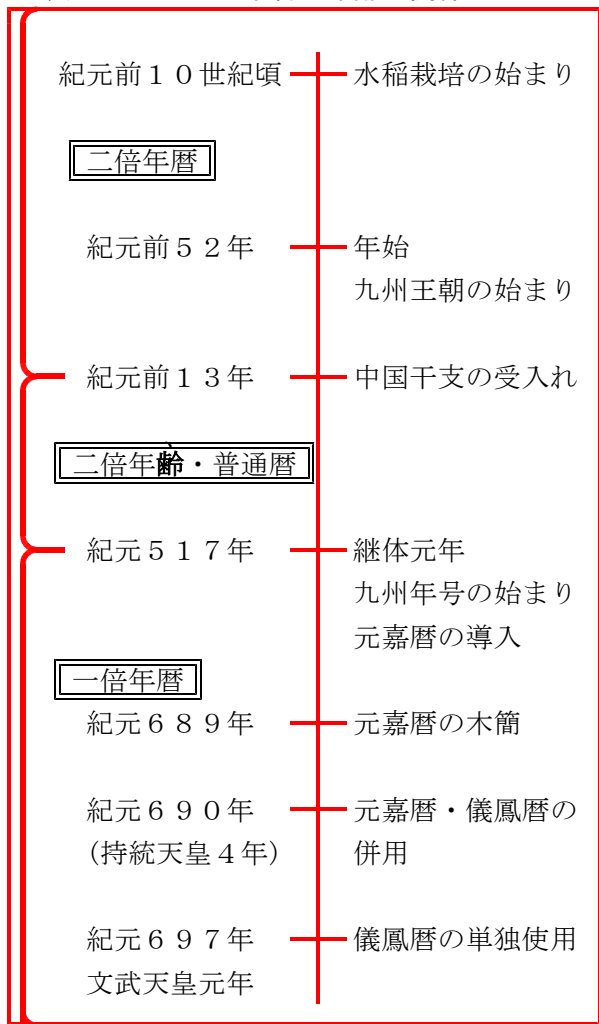 紀元前１０世紀頃 水稲栽培の始まり
二倍年暦
紀元前５２年 年始
九州王朝の始まり
紀元前１３年 中国干支の受入れ
二倍年齢・普通暦
紀元５１７年 継体元年
九州年号の始まり
元嘉暦の導入
一倍年暦
紀元６８９年 元嘉暦の木簡
紀元６９０年 元嘉暦・儀鳳暦の
（持統天皇４年） 併用
紀元６９７年 儀鳳暦の単独使用
文武天皇元年